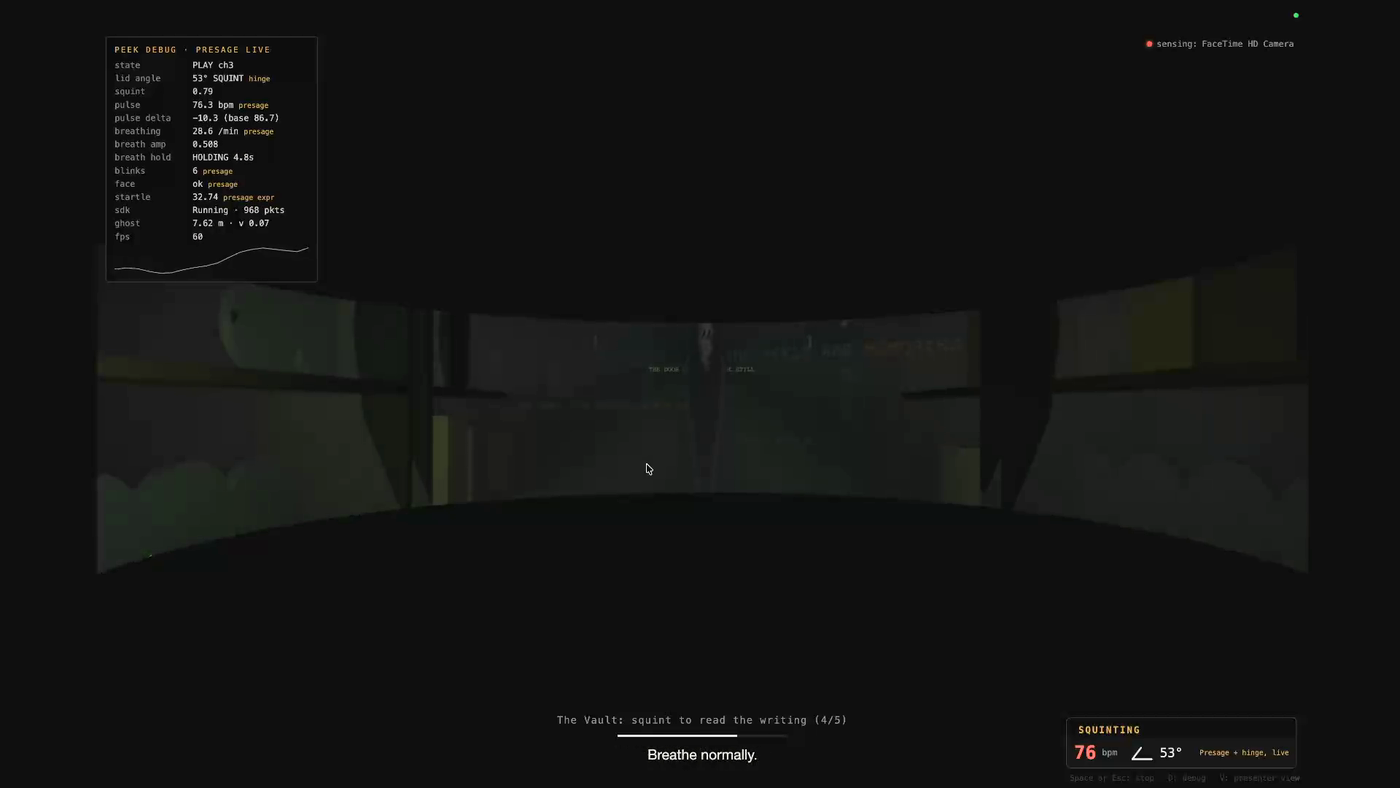 PEEK DEBUG · PRESAGE LIVE
state PLAY ch3
lid angle 53° SQUINT hinge
squint 0.79
pulse 76.3 bpm presage
pulse delta −10.3 (base 86.7)
breathing 28.6 /min presage
breath amp 0.508
breath hold HOLDING 4.8s
blinks 6 presage
face ok presage
startle 32.74 presage expr
sdk Running · 968 pkts
ghost 7.62 m · v 0.07
fps 60
sensing: FaceTime HD Camera
THE DOOR
The Vault: squint to read the writing (4/5)
Breathe normally.
SQUINTING
76 bpm 53° Presage + hinge, live
Space or Esc: stop D: debug V: presenter view